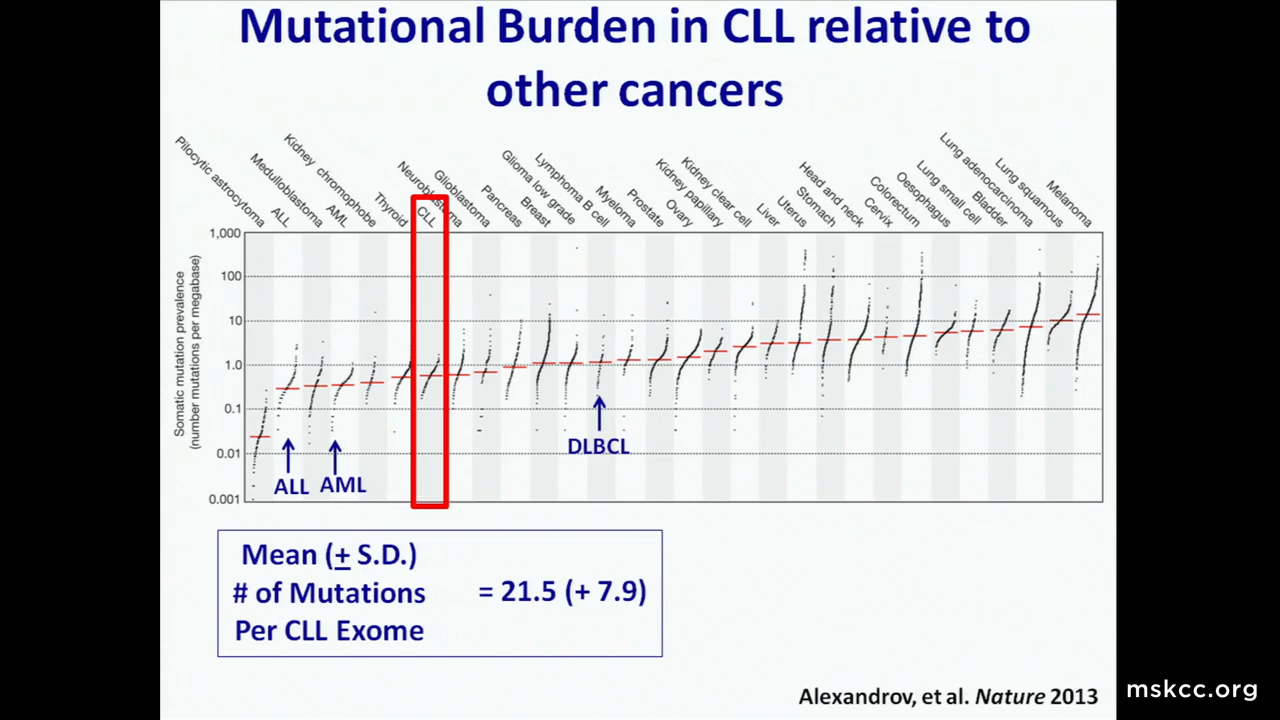 Mutational Burden in CLL relative to
other cancers
Pilocytic astrocytoma
ALL
Medulloblastoma
AML
Kidney chromophobe
Thyroid
CLL
Neuroblastoma
Glioblastoma
Pancreas
Breast
Glioma low grade
Lymphoma B cell
Myeloma
Prostate
Ovary
Kidney papillary
Kidney clear cell
Liver
Uterus
Stomach
Head and neck
Cervix
Colorectum
Oesophagus
Lung small cell
Bladder
Lung adenocarcinoma
Lung squamous
Melanoma
Somatic mutation prevalence
(number mutations per megabase)
1,000
100
10
1.0
0.1
0.01
0.001
ALL
AML
DLBCL
Mean (± S.D.)
# of Mutations = 21.5 (+ 7.9)
Per CLL Exome
Alexandrov, et al. Nature 2013
mskcc.org